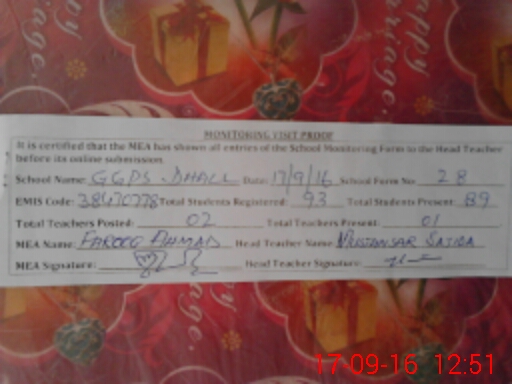 Happy
Marriage.
MONITORING VISIT PROOF
It is certified that the MEA has shown all entries of the School Monitoring Form to the Head Teacher
before its online submission.
School Name: GGPS DHALL Date: 17/9/16 School Form No: 28
EMIS Code: 38470778 Total Students Registered: 93 Total Students Present: 89
Total Teachers Posted: 02 Total Teachers Present: 01
MEA Name: FAROOQ AHMAD Head Teacher Name: MUSTANSAR SAJIDA
MEA Signature: Head Teacher Signature:
17-09-16 12:51